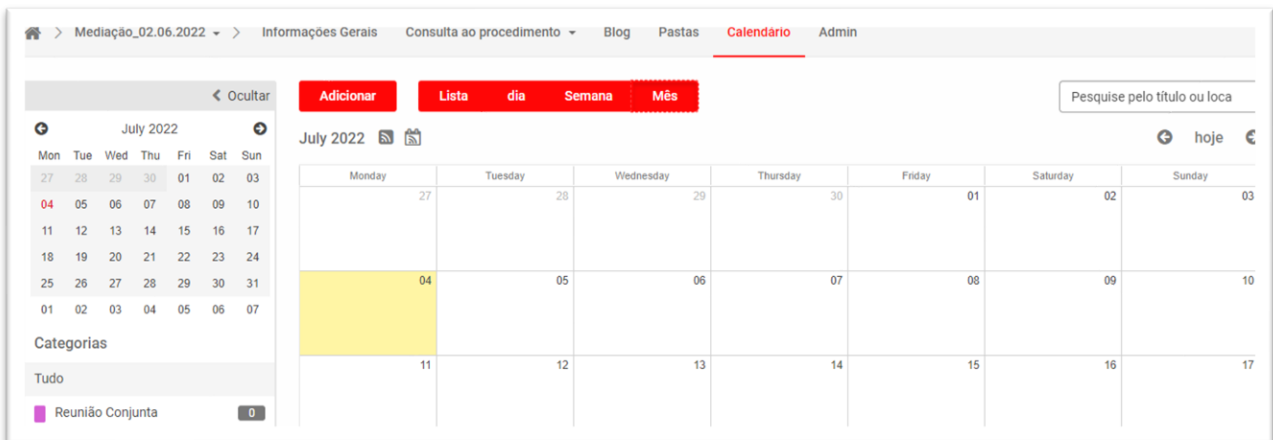 > Mediação_02.06.2022 > Informações Gerais Consulta ao procedimento Blog Pastas Calendário Admin
Ocultar
July 2022
Mon Tue Wed Thu Fri Sat Sun
27 28 29 30 01 02 03
04 05 06 07 08 09 10
11 12 13 14 15 16 17
18 19 20 21 22 23 24
25 26 27 28 29 30 31
01 02 03 04 05 06 07
Categorias
Tudo
Reunião Conjunta 0
Adicionar Lista dia Semana Mês Pesquise pelo título ou loca
July 2022 hoje
Monday Tuesday Wednesday Thursday Friday Saturday Sunday
27 28 29 30 01 02 03
04 05 06 07 08 09 10
11 12 13 14 15 16 17